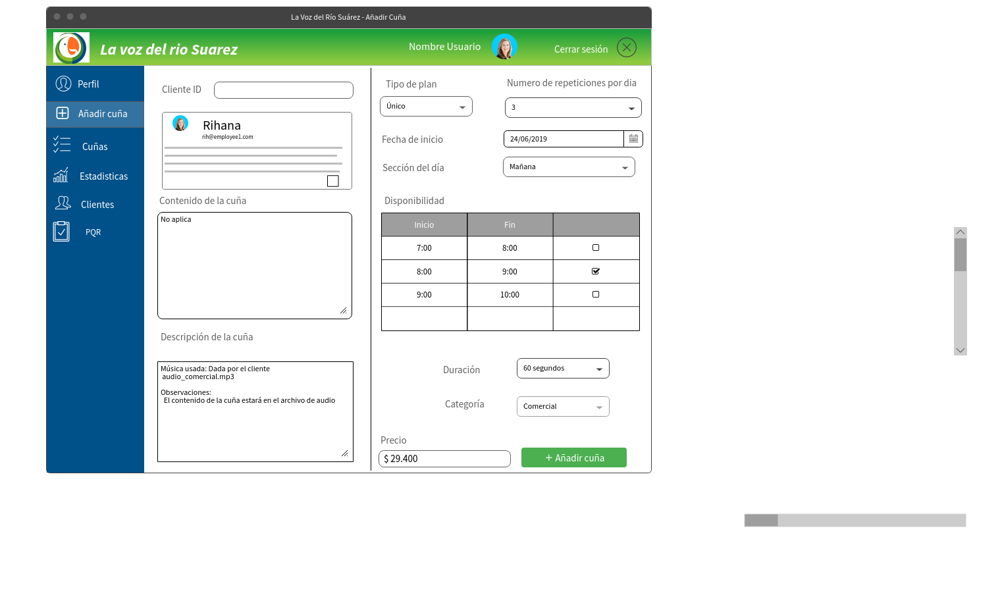 La Voz del Río Suárez - Añadir Cuña
La voz del rio Suarez
Nombre Usuario
Cerrar sesión
Perfil
Añadir cuña
Cuñas
Estadisticas
Clientes
PQR
Cliente ID
Rihana
rih@employee1.com
Contenido de la cuña
No aplica
Descripción de la cuña
Música usada: Dada por el cliente
audio_comercial.mp3
Observaciones:
El contenido de la cuña estará en el archivo de audio
Tipo de plan
Numero de repeticiones por dia
Único
3
Fecha de inicio
24/06/2019
Sección del día
Mañana
Disponibilidad
Inicio Fin
7:00 8:00
8:00 9:00
9:00 10:00
Duración
60 segundos
Categoría
Comercial
Precio
$ 29.400
+ Añadir cuña